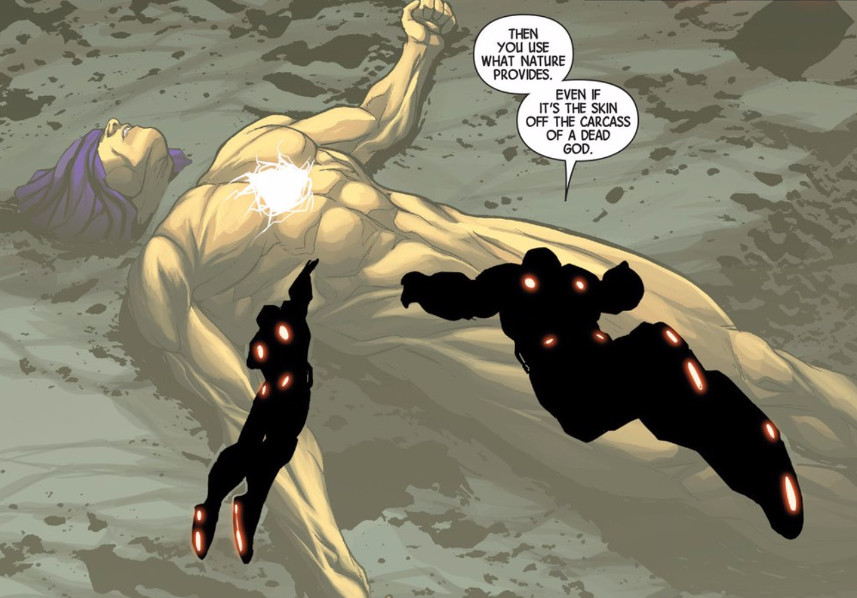 THEN
YOU USE
WHAT NATURE
PROVIDES.
EVEN IF
IT'S THE SKIN
OFF THE CARCASS
OF A DEAD
GOD.